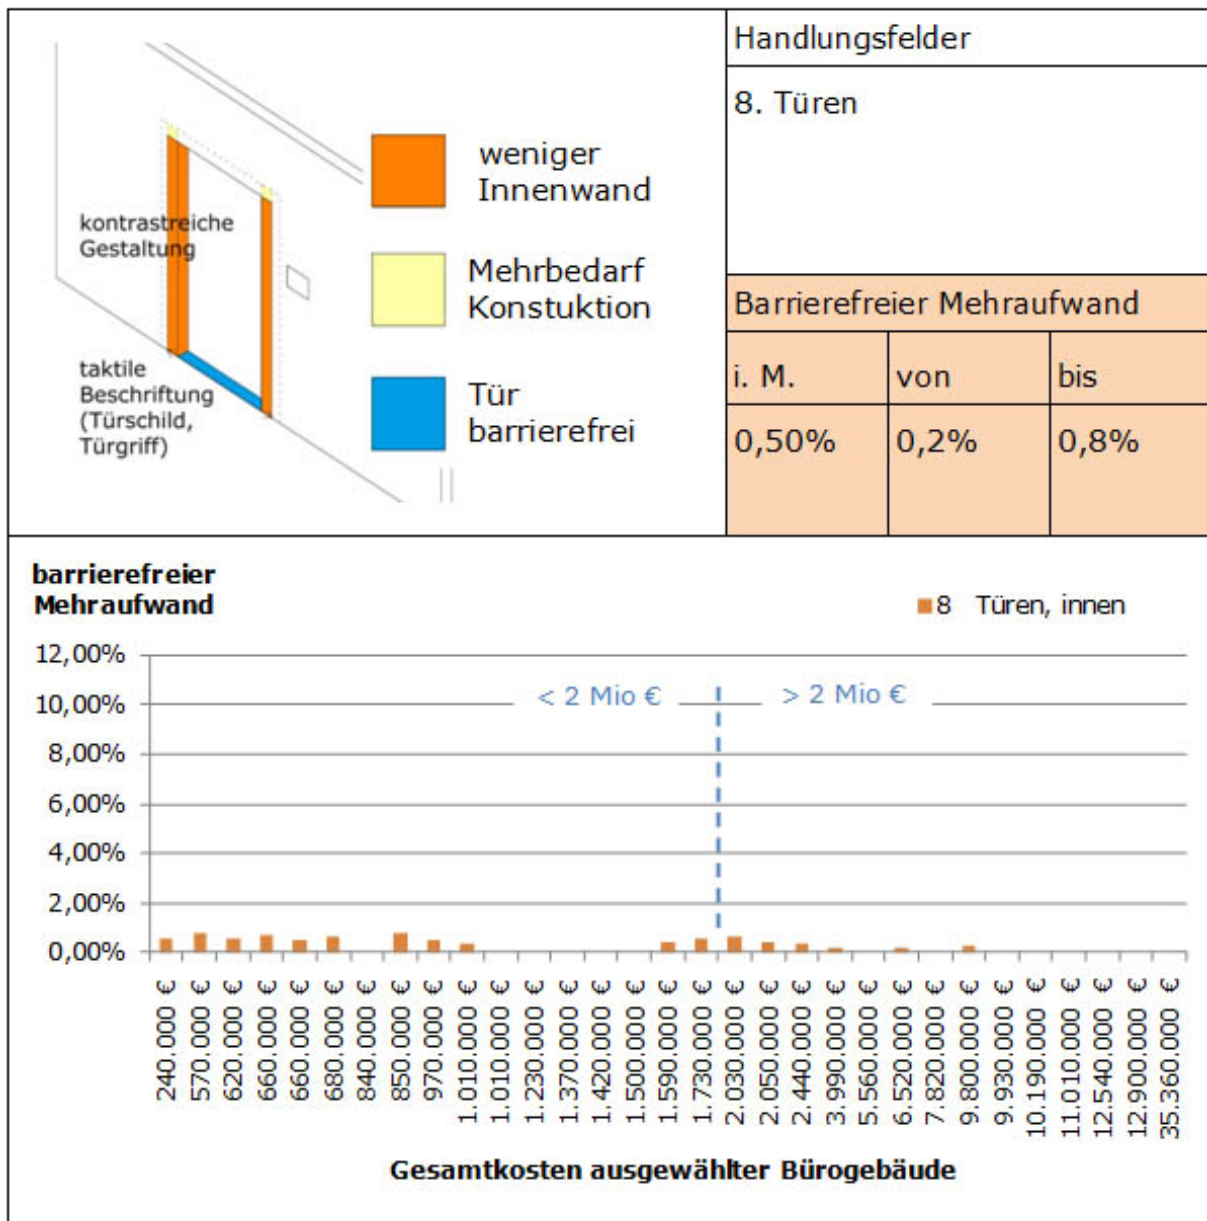 kontrastreiche
Gestaltung
taktile
Beschriftung
(Türschild,
Türgriff)
weniger
Innenwand
Mehrbedarf
Konstuktion
Tür
barrierefrei
Handlungsfelder
8. Türen
Barrierefreier Mehraufwand
i. M. von bis
0,50% 0,2% 0,8%
barrierefreier
Mehraufwand
8 Türen, innen
12,00%
10,00%
8,00%
6,00%
4,00%
2,00%
0,00%
< 2 Mio €
> 2 Mio €
240.000 €
570.000 €
620.000 €
660.000 €
660.000 €
680.000 €
840.000 €
850.000 €
970.000 €
1.010.000 €
1.010.000 €
1.230.000 €
1.370.000 €
1.420.000 €
1.500.000 €
1.590.000 €
1.730.000 €
2.030.000 €
2.050.000 €
2.440.000 €
3.990.000 €
5.560.000 €
6.520.000 €
7.820.000 €
9.800.000 €
9.930.000 €
10.190.000 €
11.010.000 €
12.540.000 €
12.900.000 €
35.360.000 €
Gesamtkosten ausgewählter Bürogebäude